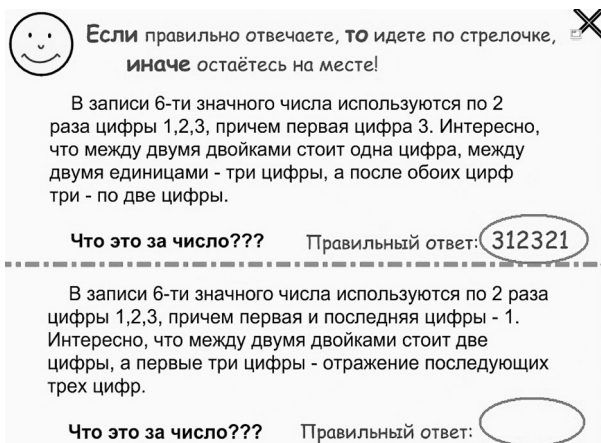 Если правильно отвечаете, то идете по стрелочке,
иначе остаётесь на месте!
В записи 6-ти значного числа используются по 2
раза цифры 1,2,3, причем первая цифра 3. Интересно,
что между двумя двойками стоит одна цифра, между
двумя единицами - три цифры, а после обоих цирф
три - по две цифры.
Что это за число??? Правильный ответ: 312321
В записи 6-ти значного числа используются по 2 раза
цифры 1,2,3, причем первая и последняя цифры - 1.
Интересно, что между двумя двойками стоит две
цифры, а первые три цифры - отражение последующих
трех цифр.
Что это за число??? Правильный ответ: